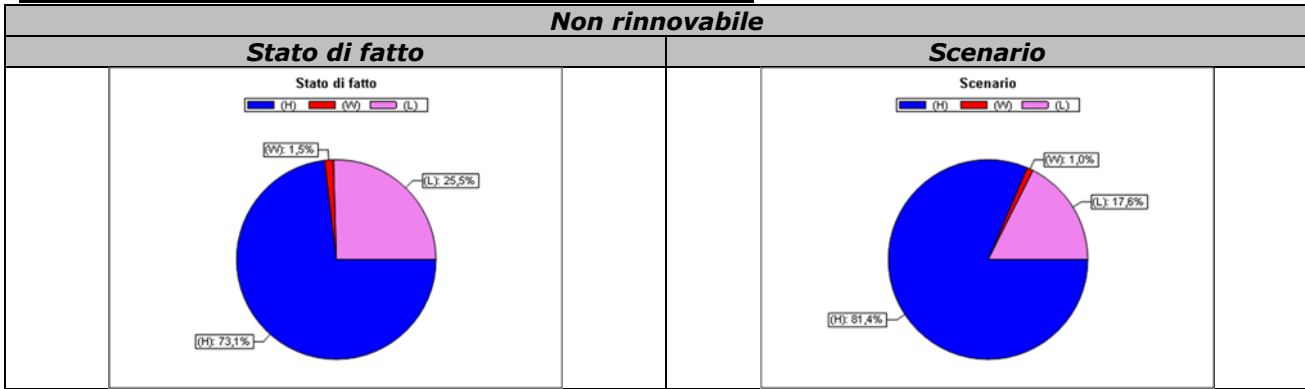 Non rinnovabile
Stato di fatto
Scenario
Stato di fatto
(H) (W) (L)
(W): 1,5%
(L): 25,5%
(H): 73,1%
Scenario
(H) (W) (L)
(W): 1,0%
(L): 17,6%
(H): 81,4%